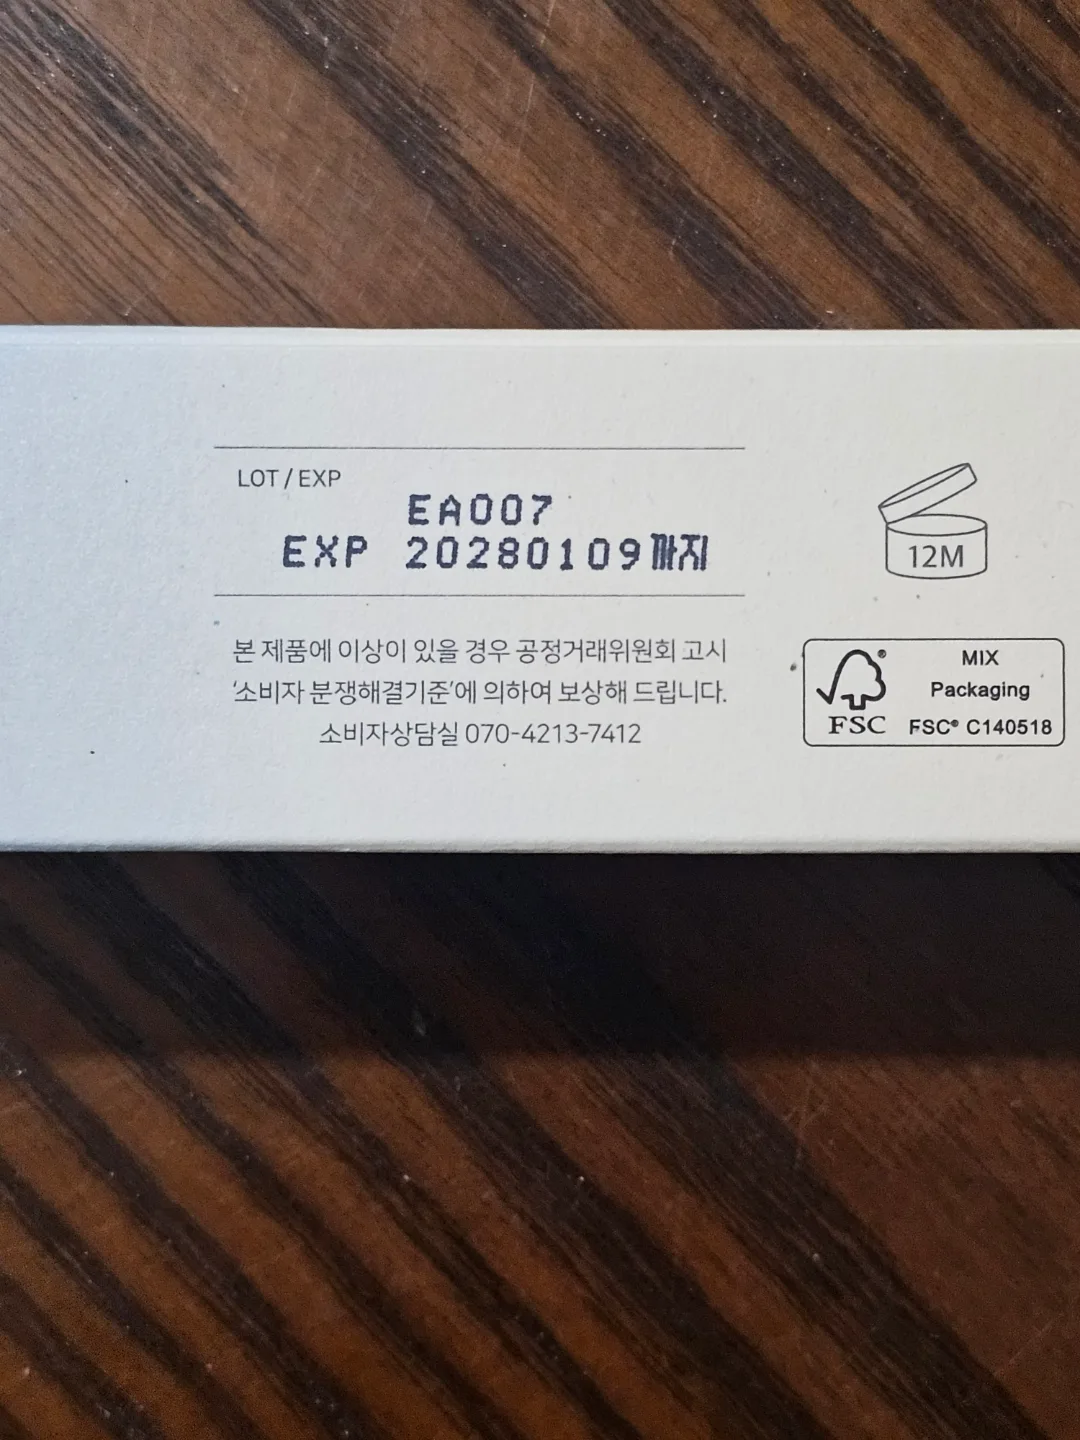 LOT / EXP
EA007
EXP 20280109까지
본 제품에 이상이 있을 경우 공정거래위원회 고시
‘소비자 분쟁해결기준’에 의하여 보상해 드립니다.
소비자상담실 070-4213-7412
12M
MIX
Packaging
FSC FSC® C140518